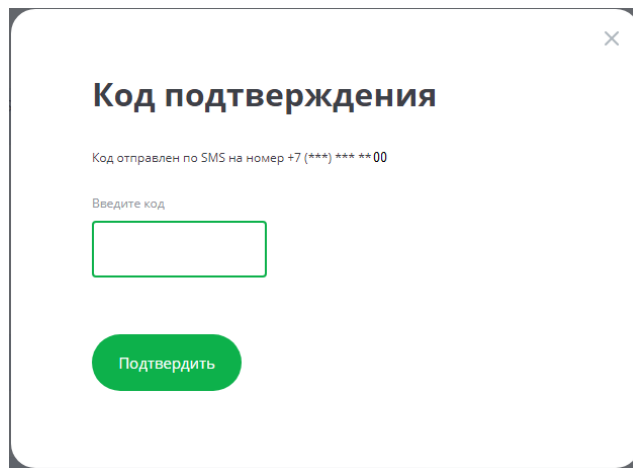 Код подтверждения
Код отправлен по SMS на номер +7 (***) *** ** 00
Введите код
Подтвердить